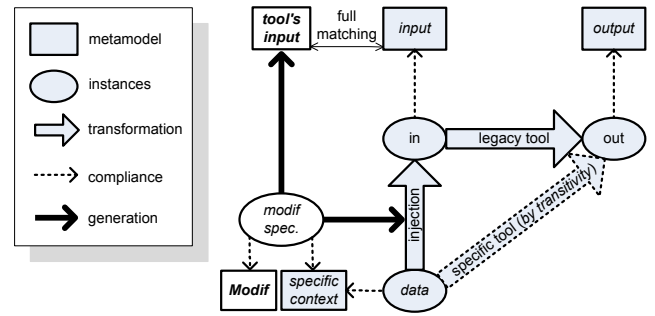 metamodel
instances
transformation
compliance
generation
tool's
input
full
matching
input
output
in
legacy tool
out
modif
spec.
injection
specific tool (by transitivity)
Modif
specific
context
data